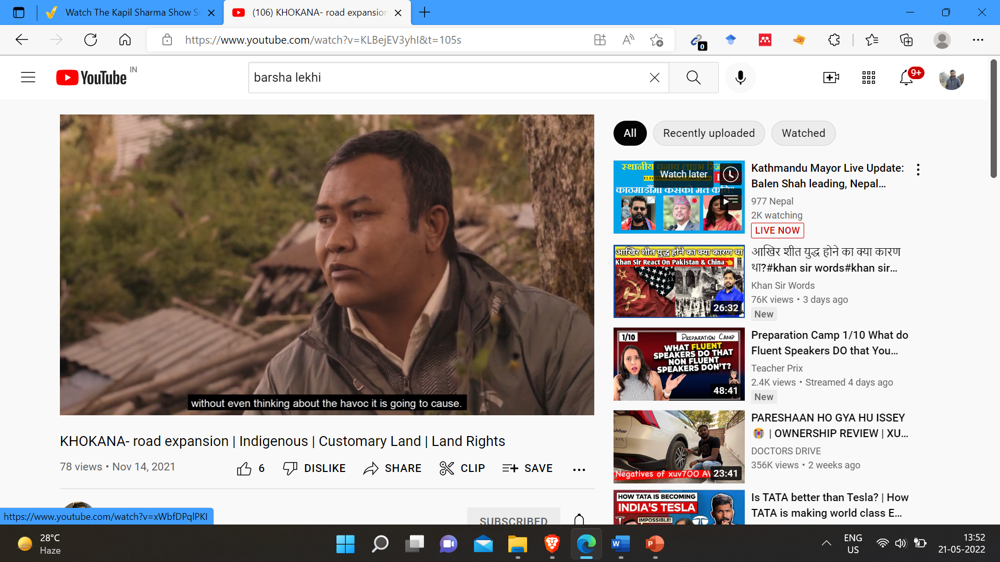 Watch The Kapil Sharma Show Se
(106) KHOKANA- road expansion
https://www.youtube.com/watch?v=KLBejEV3yhI&t=105s
0
YouTube IN
barsha lekhi
9+
All
Recently uploaded
Watched
without even thinking about the havoc it is going to cause.
KHOKANA- road expansion | Indigenous | Customary Land | Land Rights
78 views • Nov 14, 2021
6
DISLIKE
SHARE
CLIP
SAVE
SUBSCRIBED
https://www.youtube.com/watch?v=xWbfDPqlPKI
स्थानीय चुनाव लाइभ
Watch later
काठमाडौंमा कसको मत कति?
Kathmandu Mayor Live Update:
Balen Shah leading, Nepal...
977 Nepal
2K watching
LIVE NOW
आखिर शीत युद्ध होने का क्या कारण था
Khan Sir React On Pakistan & China
26:32
आखिर शीत युद्ध होने का क्या कारण
था?#khan sir words#khan sir...
Khan Sir Words
76K views • 3 days ago
New
1/10
PREPARATION CAMP
WHAT FLUENT
SPEAKERS DO THAT
NON FLUENT
SPEAKERS DON'T?
48:41
Preparation Camp 1/10 What do
Fluent Speakers DO that You...
Teacher Prix
2.4K views • Streamed 4 days ago
New
Negatives of xuv700
23:41
PARESHAAN HO GYA HU ISSEY
😭 | OWNERSHIP REVIEW | XU...
DOCTORS DRIVE
356K views • 2 weeks ago
HOW TATA IS BECOMING
INDIA'S TESLA
IMPOSSIBLE!
Is TATA better than Tesla? | How
TATA is making world class E...
28°C
Haze
ENG
US
13:52
21-05-2022